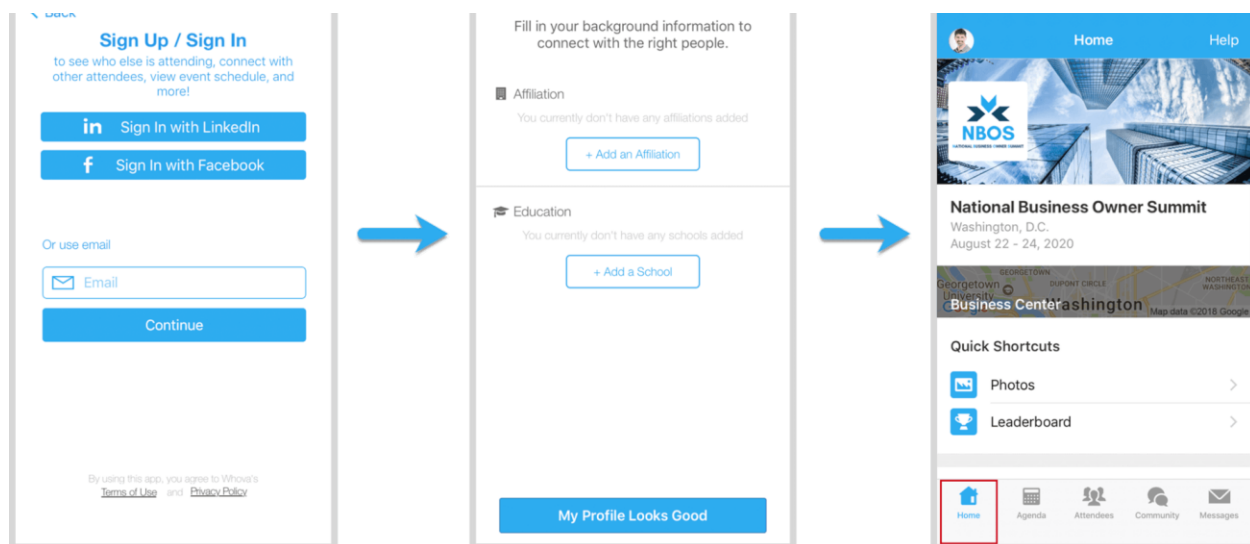 Back
Sign Up / Sign In
to see who else is attending, connect with
other attendees, view event schedule, and
more!
in Sign In with LinkedIn
f Sign In with Facebook
Or use email
Email
Continue
By using this app, you agree to Whova's
Terms of Use and Privacy Policy
Fill in your background information to
connect with the right people.
Affiliation
You currently don't have any affiliations added
+ Add an Affiliation
Education
You currently don't have any schools added
+ Add a School
My Profile Looks Good
Home
Help
NBOS
NATIONAL BUSINESS OWNER SUMMIT
National Business Owner Summit
Washington, D.C.
August 22 - 24, 2020
GEORGETOWN
Georgetown
University
DUPONT CIRCLE
NORTHEAST
WASHINGTON
Business Center
Washington
Google
Map data ©2018 Google
Quick Shortcuts
Photos
Leaderboard
Home
Agenda
Attendees
Community
Messages